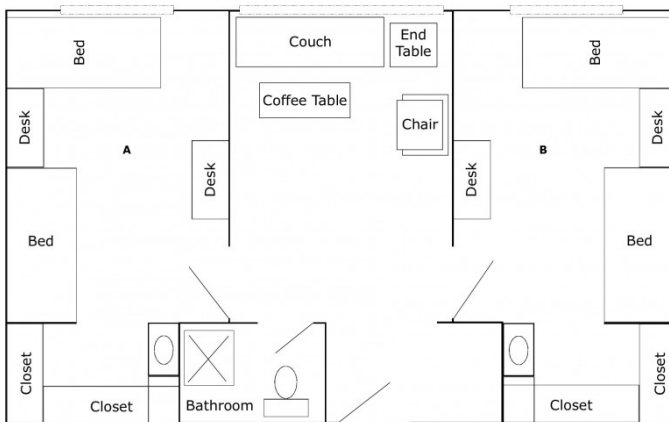 Bed
Couch
End
Table
Bed
Desk
Coffee Table
Chair
Desk
A
B
Desk
Desk
Bed
Bed
Closet
Closet
Closet
Bathroom
Closet